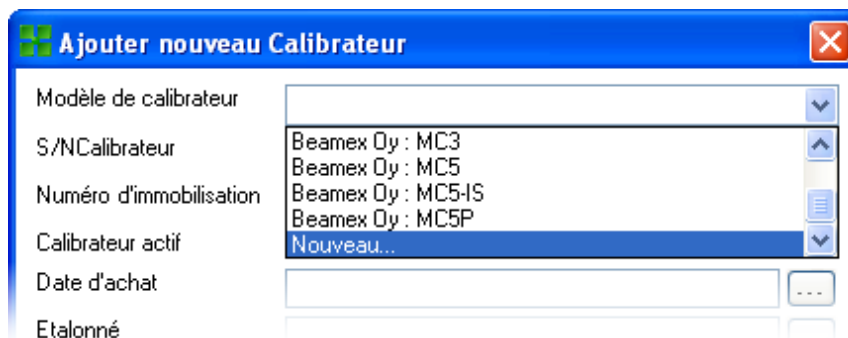 Ajouter nouveau Calibrateur
Modèle de calibrateur
S/NCalibrateur
Beamex Oy : MC3
Beamex Oy : MC5
Numéro d'immobilisation
Beamex Oy : MC5-IS
Beamex Oy : MC5P
Calibrateur actif
Nouveau...
Date d'achat
...
Etalonné